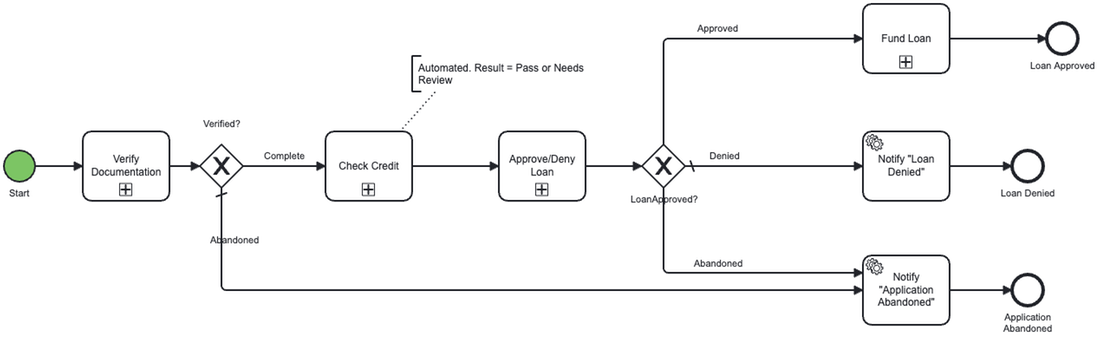 Approved
Fund Loan
Loan Approved
Automated. Result = Pass or Needs
Review
Verified?
Start
Verify
Documentation
Complete
Check Credit
Approve/Deny
Loan
LoanApproved?
Denied
Notify "Loan
Denied"
Loan Denied
Abandoned
Abandoned
Notify
"Application
Abandoned"
Application
Abandoned